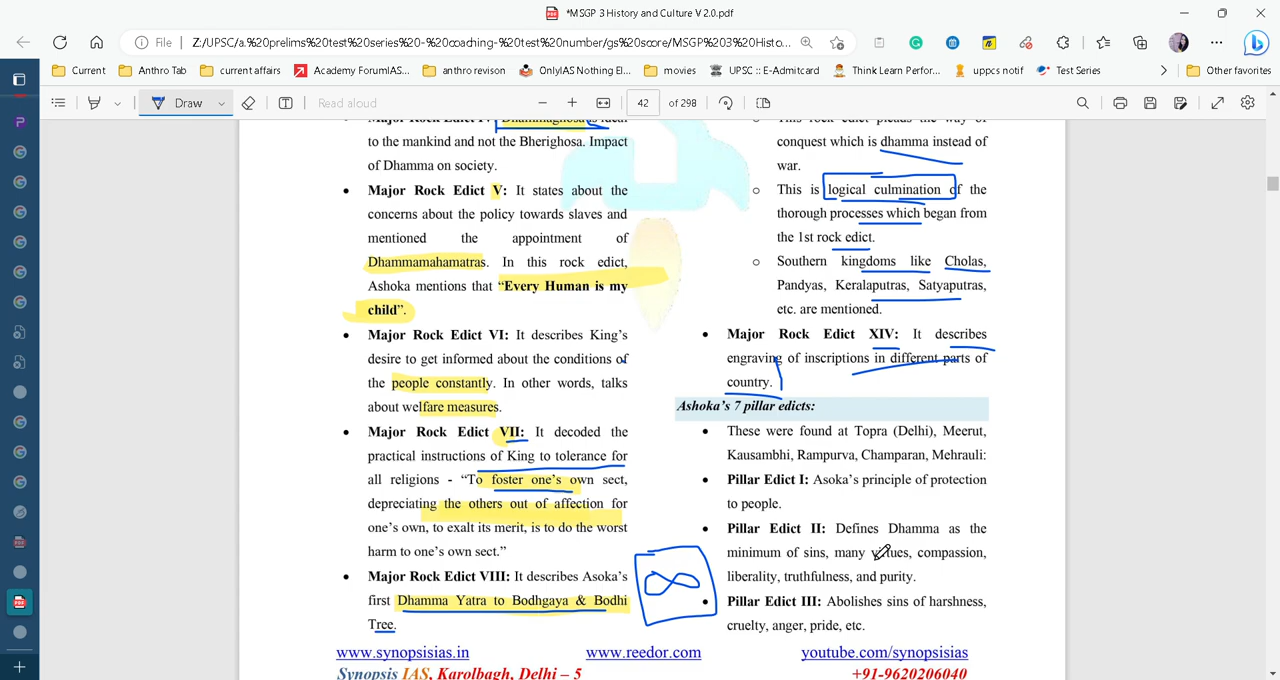 *MSGP 3 History and Culture V 2.0.pdf
File
Z:/UPSC/a.%20prelims%20test%20series%20-%20coaching%20test%20number/gs%20score/MSGP%203%20Histo...
Current
Anthro Tab
current affairs
Academy ForumIAS...
OnlyIAS Nothing El...
anthro revison
movies
UPSC :: E-Admitcard
Think Learn Perfor...
uppcs notif
Test Series
Other favorites
Draw
Read aloud
42
of 298
to the mankind and not the Bherighosa. Impact
of Dhamma on society.
Major Rock Edict V: It states about the
concerns about the policy towards slaves and
mentioned the appointment of
Dhammamahamatras. In this rock edict,
Ashoka mentions that “Every Human is my
child”.
Major Rock Edict VI: It describes King’s
desire to get informed about the conditions of
the people constantly. In other words, talks
about welfare measures.
Major Rock Edict VII: It decoded the
practical instructions of King to tolerance for
all religions - “To foster one’s own sect,
depreciating the others out of affection for
one’s own, to exalt its merit, is to do the worst
harm to one’s own sect.”
Major Rock Edict VIII: It describes Asoka’s
first Dhamma Yatra to Bodhgaya & Bodhi
Tree.
This rock edict pleads the way of
conquest which is dhamma instead of
war.
This is logical culmination of the
thorough processes which began from
the 1st rock edict.
Southern kingdoms like Cholas,
Pandyas, Keralaputras, Satyaputras,
etc. are mentioned.
Major Rock Edict XIV: It describes
engraving of inscriptions in different parts of
country.
Ashoka’s 7 pillar edicts:
These were found at Topra (Delhi), Meerut,
Kausambhi, Rampurva, Champaran, Mehrauli:
Pillar Edict I: Asoka’s principle of protection
to people.
Pillar Edict II: Defines Dhamma as the
minimum of sins, many virtues, compassion,
liberality, truthfulness, and purity.
Pillar Edict III: Abolishes sins of harshness,
cruelty, anger, pride, etc.
www.synopsisias.in
www.reedor.com
youtube.com/synopsisias
Synopsis IAS, Karolbagh, Delhi – 5
+91-9620206040